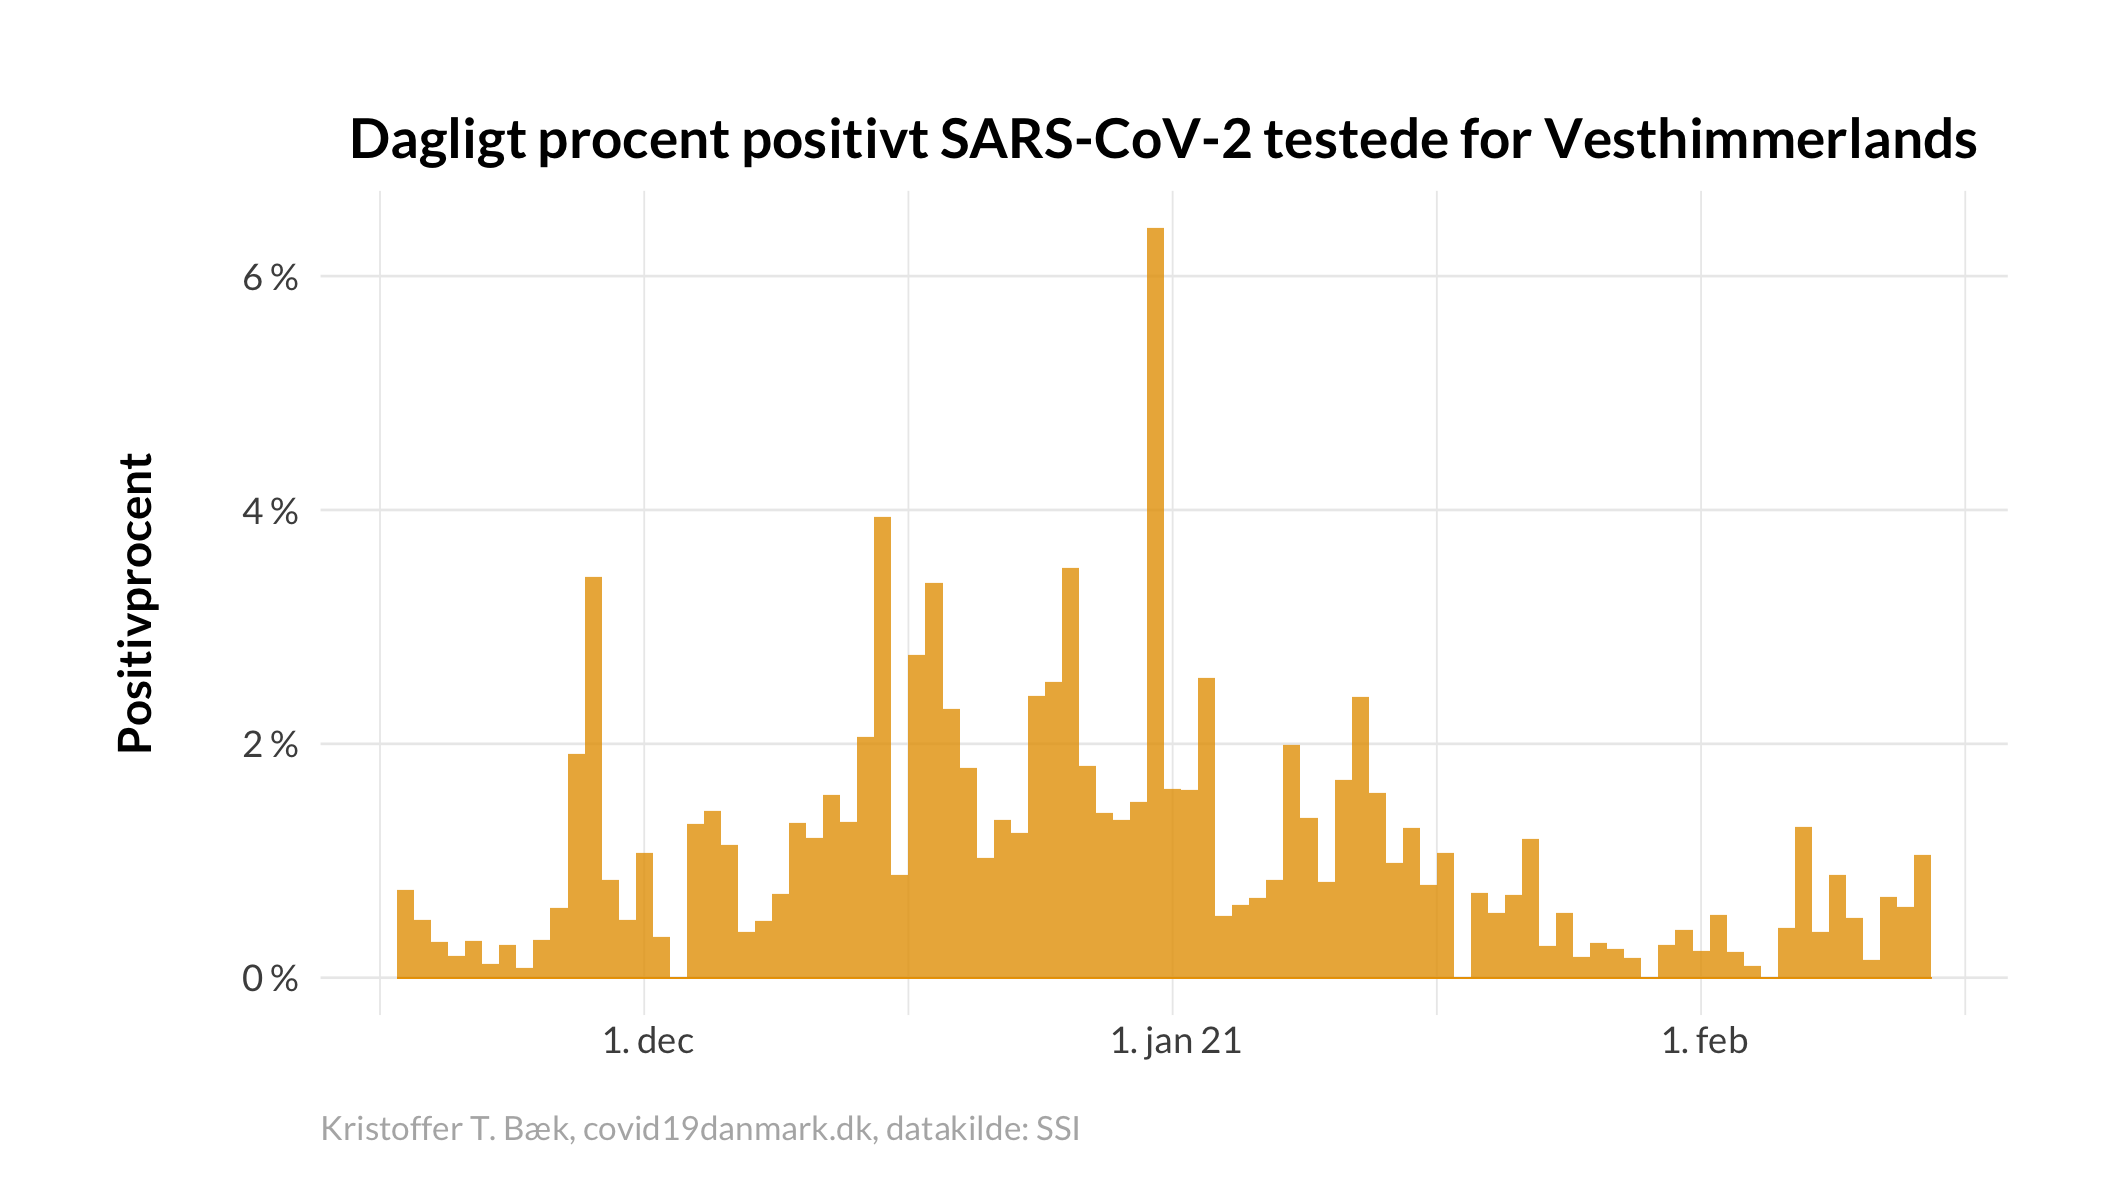 Dagligt procent positivt SARS-CoV-2 testede for Vesthimmerlands
Positivprocent
6 %
4 %
2 %
0 %
1. dec
1. jan 21
1. feb
Kristoffer T. Bæk, covid19danmark.dk, datakilde: SSI